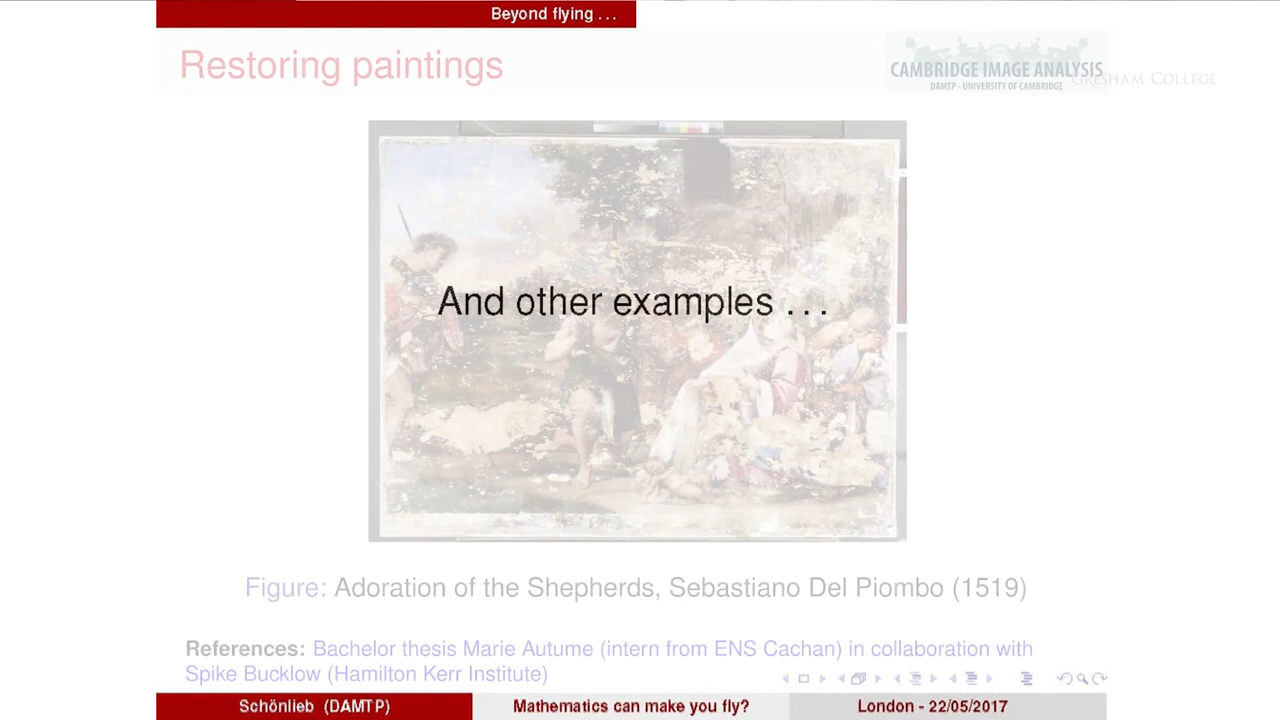 Beyond flying . . .
Restoring paintings
CAMBRIDGE IMAGE ANALYSIS
DAMTP - UNIVERSITY OF CAMBRIDGE
GRESHAM COLLEGE
And other examples . . .
Figure: Adoration of the Shepherds, Sebastiano Del Piombo (1519)
References: Bachelor thesis Marie Autume (intern from ENS Cachan) in collaboration with
Spike Bucklow (Hamilton Kerr Institute)
Schönlieb (DAMTP)
Mathematics can make you fly?
London - 22/05/2017